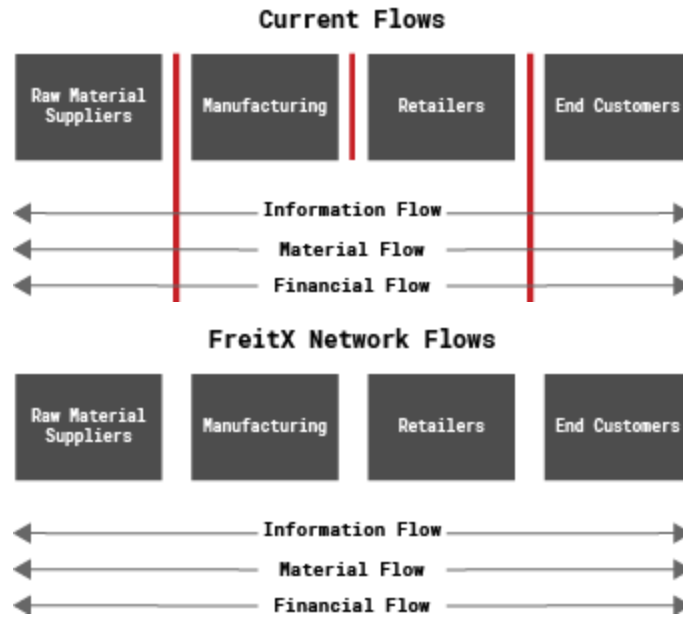 Current Flows
Raw Material
Suppliers
Manufacturing
Retailers
End Customers
Information Flow
Material Flow
Financial Flow
FreitX Network Flows
Raw Material
Suppliers
Manufacturing
Retailers
End Customers
Information Flow
Material Flow
Financial Flow